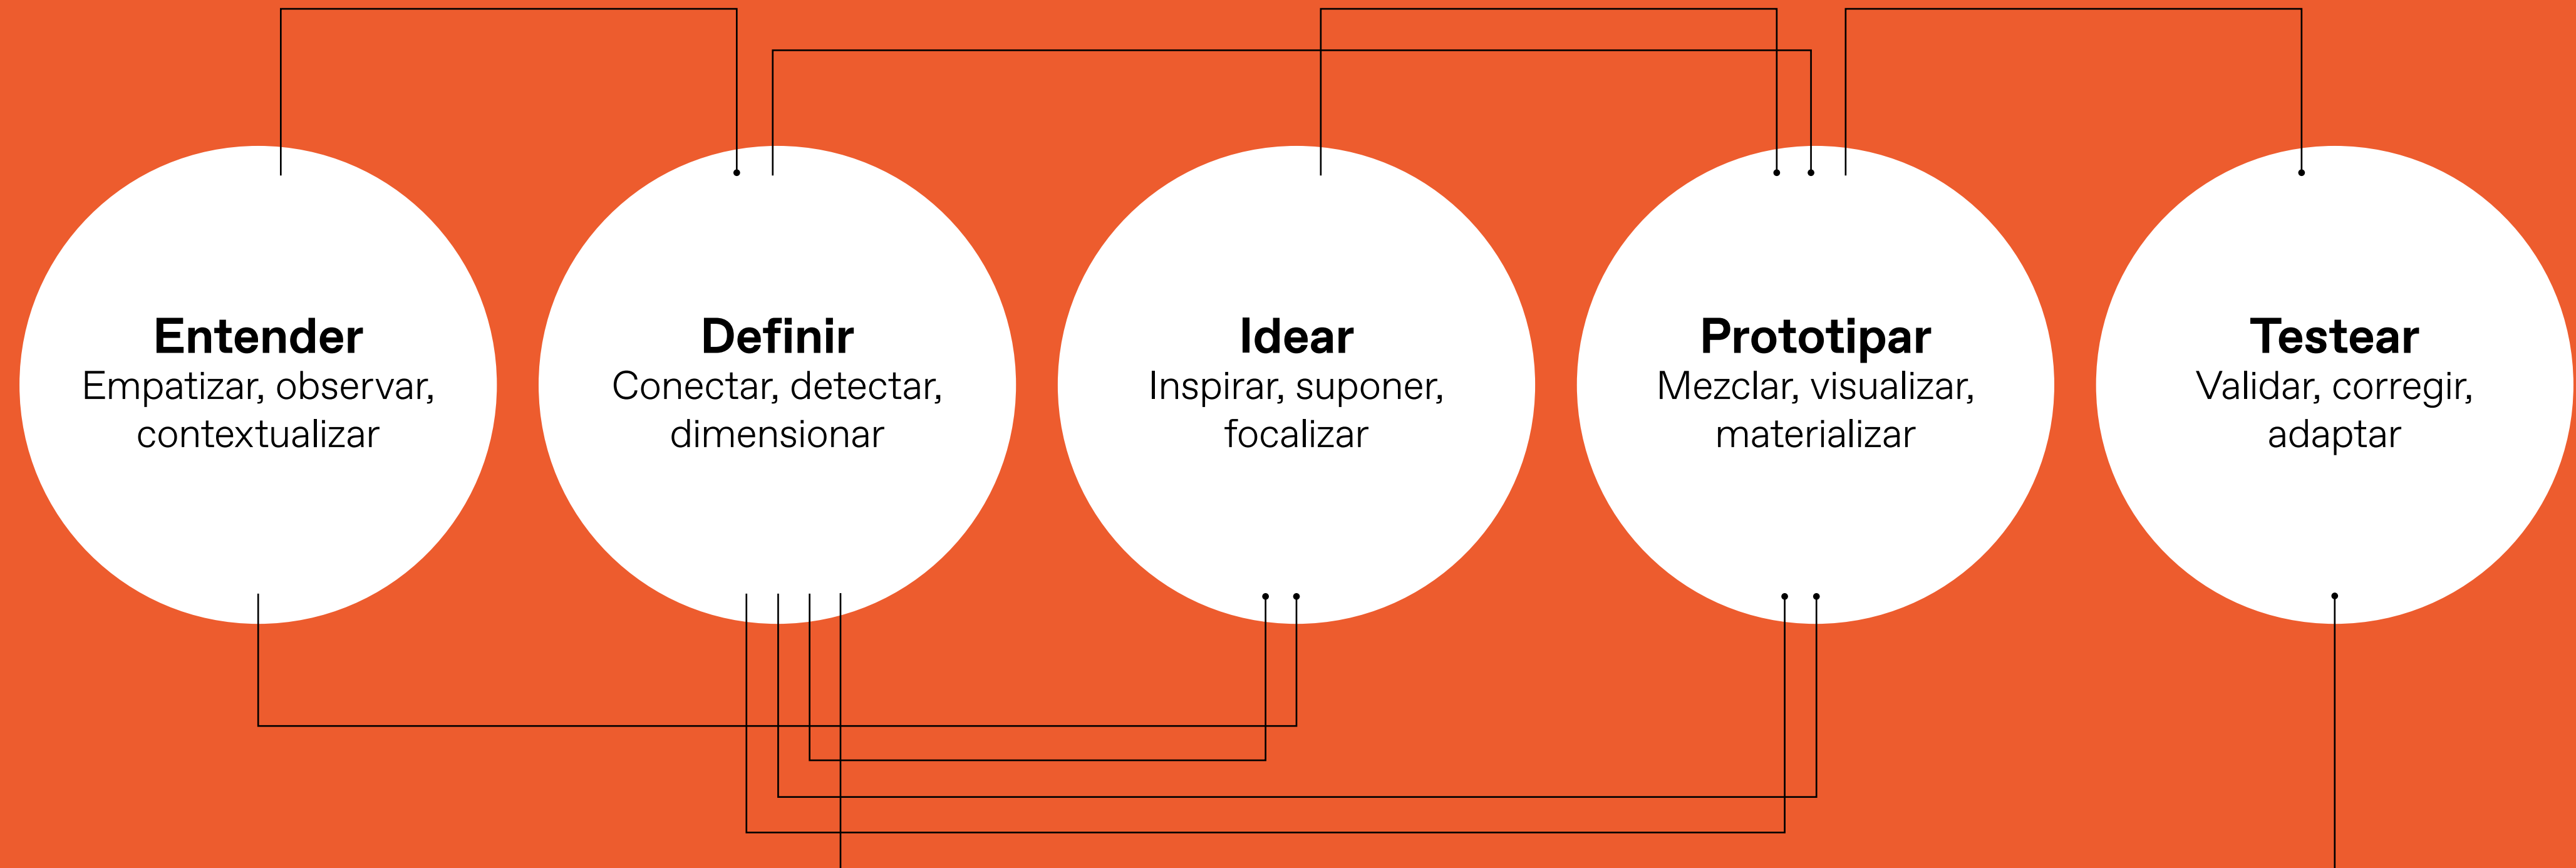 Entender
Empatizar, observar,
contextualizar
Definir
Conectar, detectar,
dimensionar
Idear
Inspirar, suponer,
focalizar
Prototipar
Mezclar, visualizar,
materializar
Testear
Validar, corregir,
adaptar